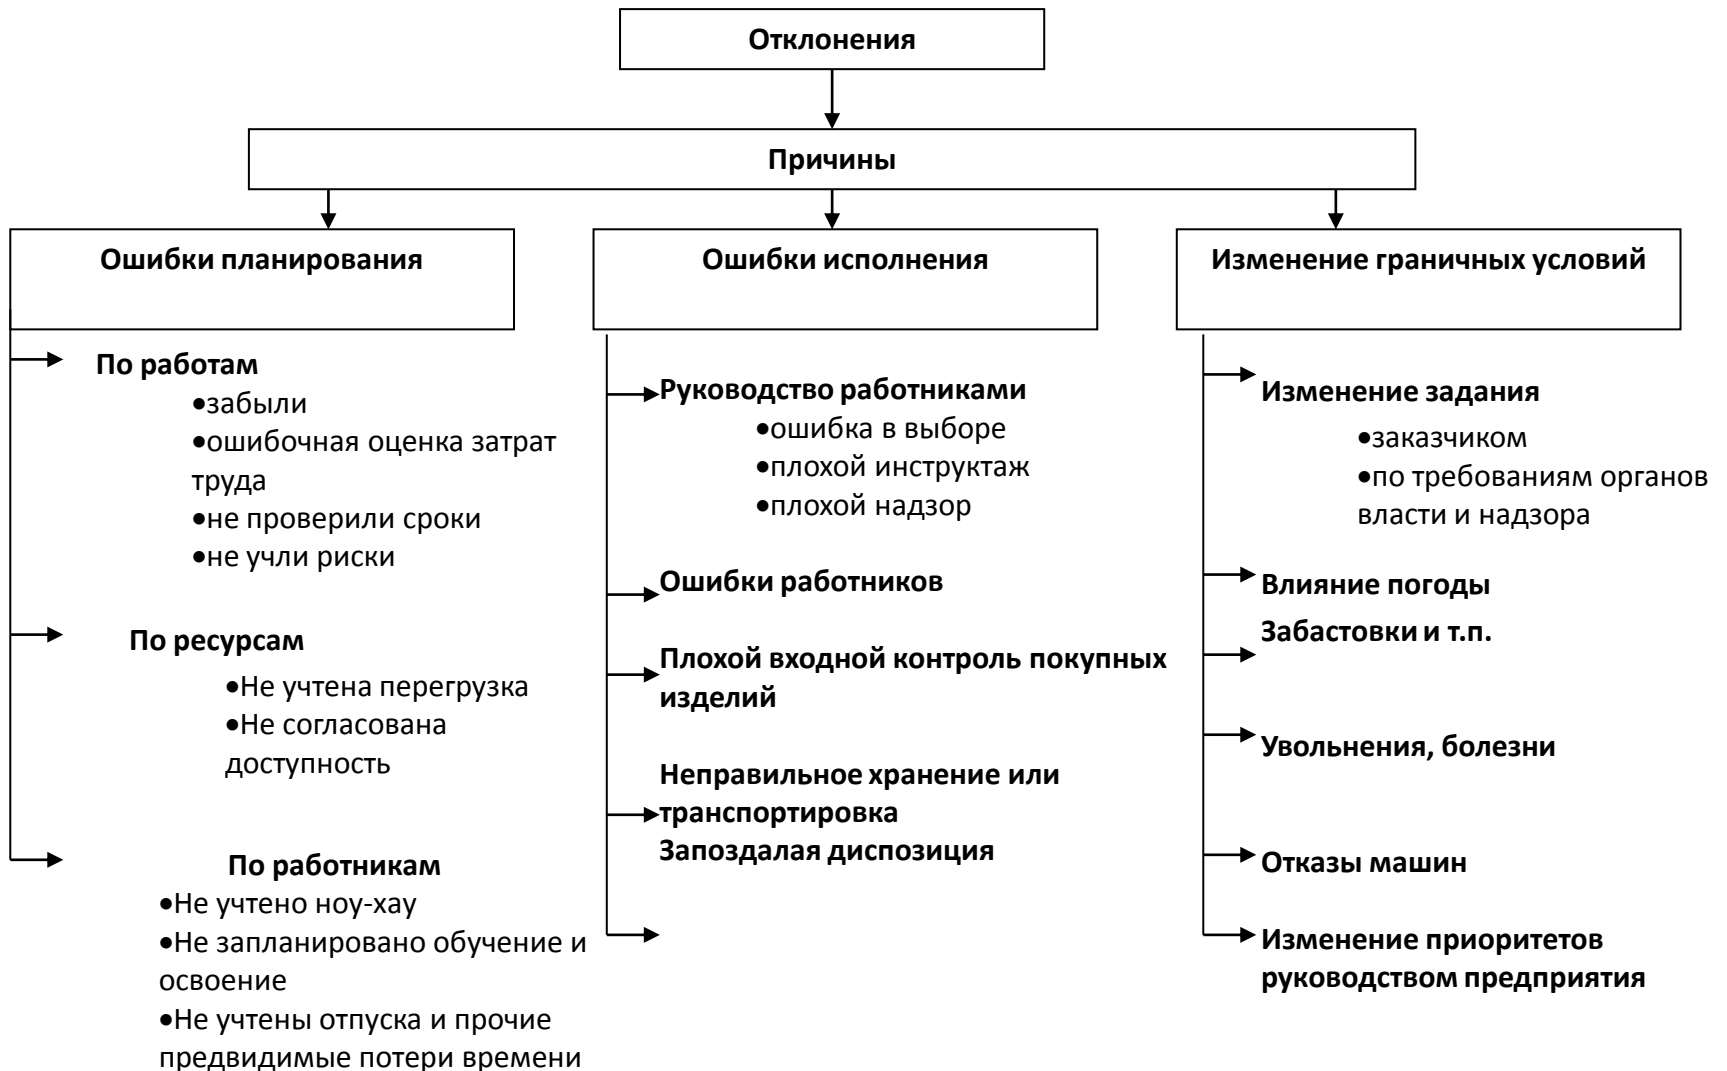 Отклонения
Причины
Ошибки планирования
По работам
•забыли
•ошибочная оценка затрат
труда
•не проверили сроки
•не учли риски
По ресурсам
•Не учтена перегрузка
•Не согласована
доступность
По работникам
•Не учтено ноу-хау
•Не запланировано обучение и
освоение
•Не учтены отпуска и прочие
предвидимые потери времени
Ошибки исполнения
Руководство работниками
•ошибка в выборе
•плохой инструктаж
•плохой надзор
Ошибки работников
Плохой входной контроль покупных
изделий
Неправильное хранение или
транспортировка
Запоздалая диспозиция
Изменение граничных условий
Изменение задания
•заказчиком
•по требованиям органов
власти и надзора
Влияние погоды
Забастовки и т.п.
Увольнения, болезни
Отказы машин
Изменение приоритетов
руководством предприятия